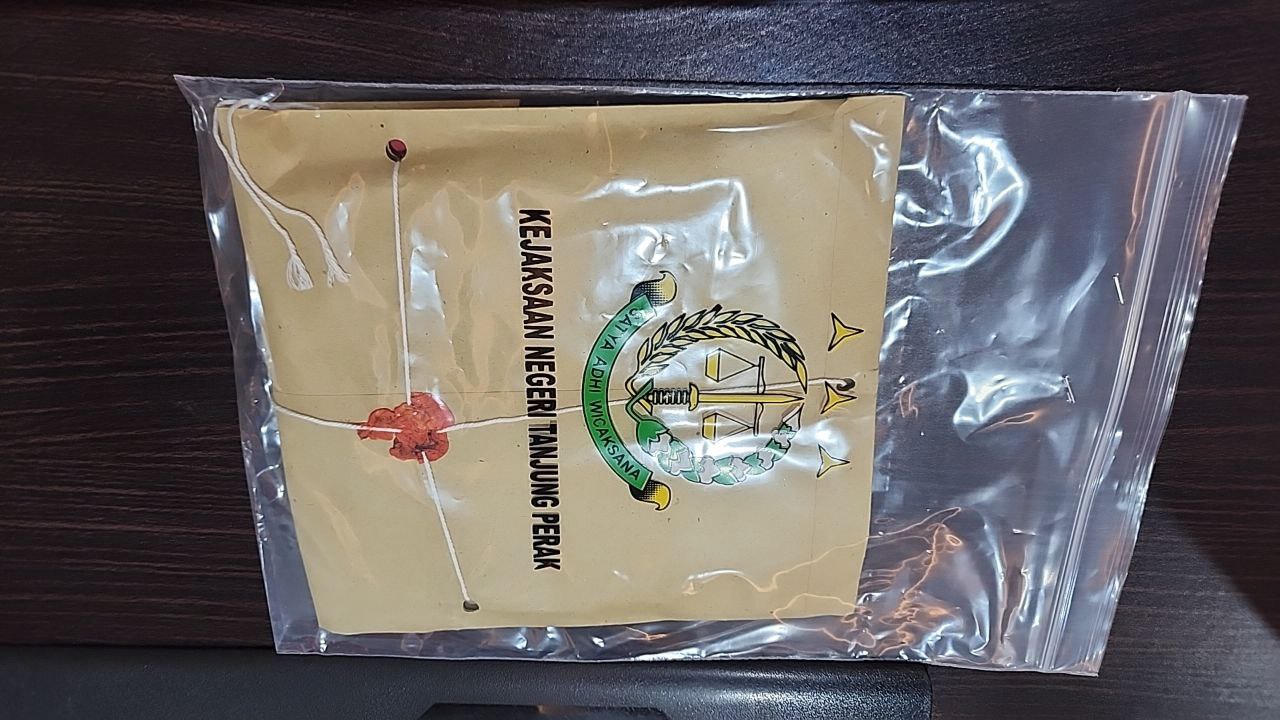 SATYA ADHI WICAKSANA
KEJAKSAAN NEGERI TANJUNG PERAK